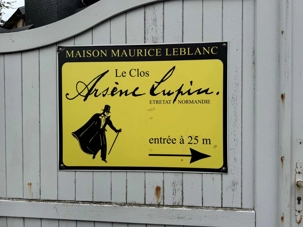 MAISON MAURICE LEBLANC
Le Clos
Arsène Lupin.
ETRETAT NORMANDIE
entrée à 25 m